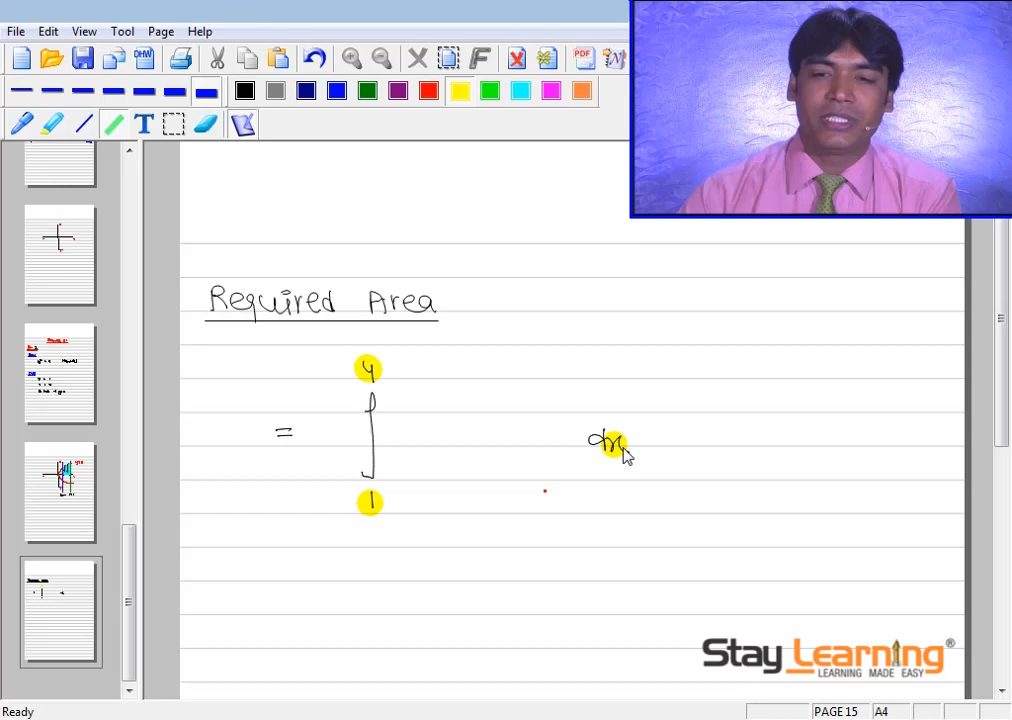 File Edit View Tool Page Help
PDF
Required Area
4
= ∫ dx
1
Stay Learning®
LEARNING MADE EASY
Ready PAGE 15 A4